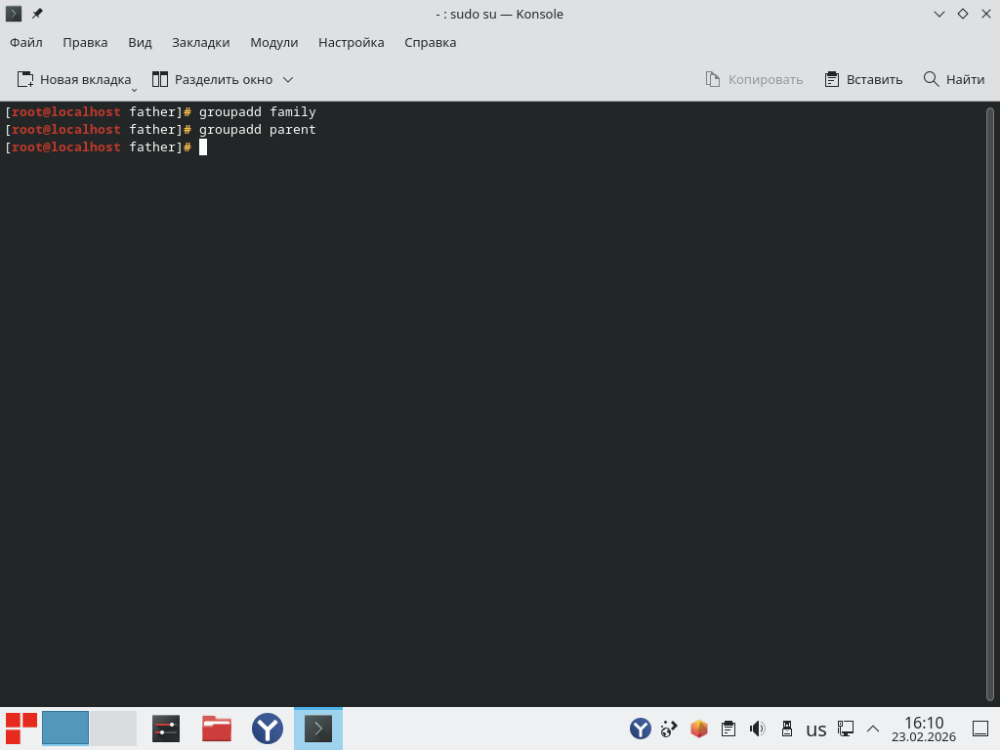 - : sudo su — Konsole
Файл Правка Вид Закладки Модули Настройка Справка
Новая вкладка Разделить окно Копировать Вставить Найти
[root@localhost father]# groupadd family
[root@localhost father]# groupadd parent
[root@localhost father]#
us 16:10
23.02.2026